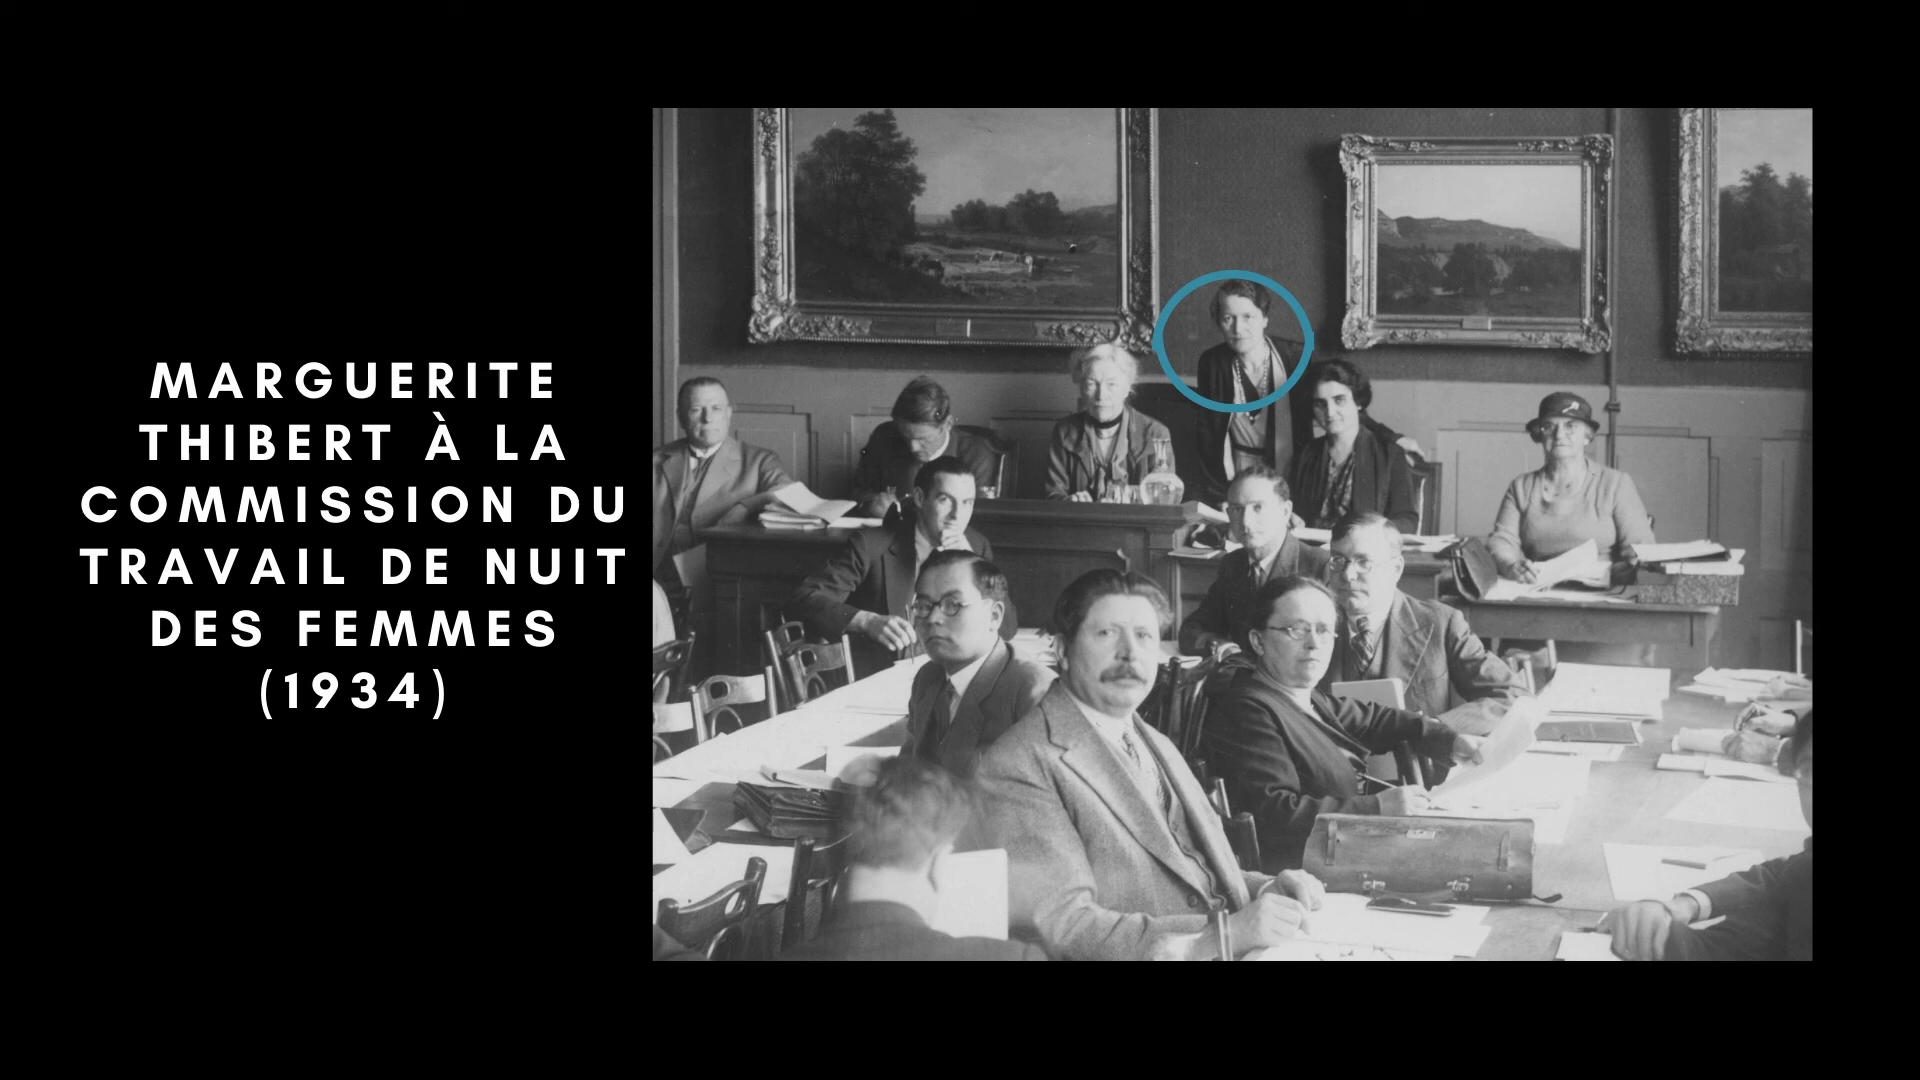 MARGUERITE
THIBERT À LA
COMMISSION DU
TRAVAIL DE NUIT
DES FEMMES
(1934)